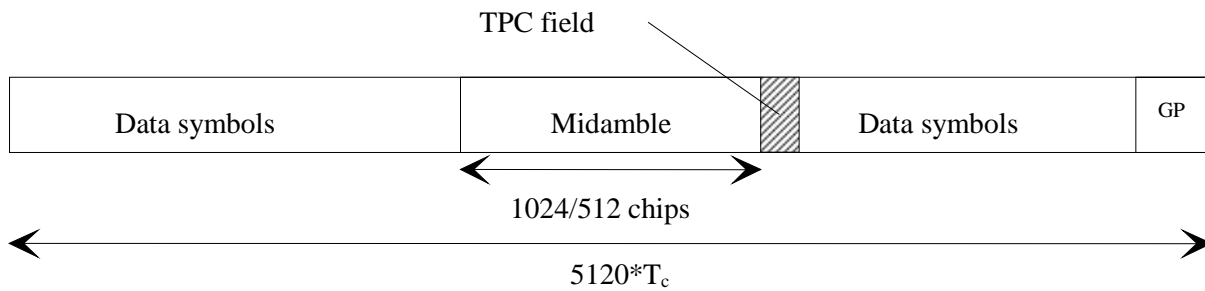 TPC field
Data symbols
Midamble
Data symbols
GP
1024/512 chips
5120*Tc